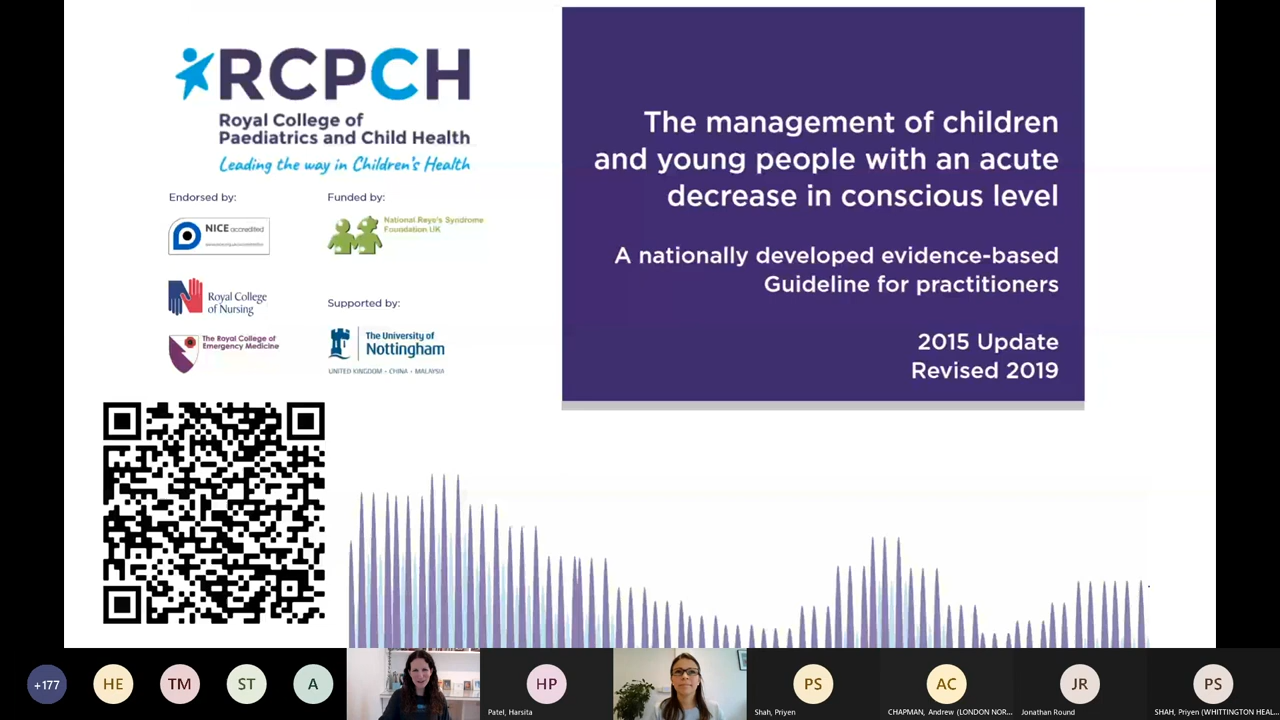 RCPCH
Royal College of
Paediatrics and Child Health
Leading the way in Children's Health
Endorsed by:
Funded by:
NICE accredited
National Reye's Syndrome
Foundation UK
Royal College
of Nursing
Supported by:
The Royal College of
Emergency Medicine
The University of
Nottingham
UNITED KINGDOM • CHINA • MALAYSIA
The management of children
and young people with an acute
decrease in conscious level
A nationally developed evidence-based
Guideline for practitioners
2015 Update
Revised 2019
+177
HE
TM
ST
A
HP
Patel, Harsita
PS
Shah, Priyen
AC
CHAPMAN, Andrew (LONDON NOR...
JR
Jonathan Round
PS
SHAH, Priyen (WHITTINGTON HEAL...